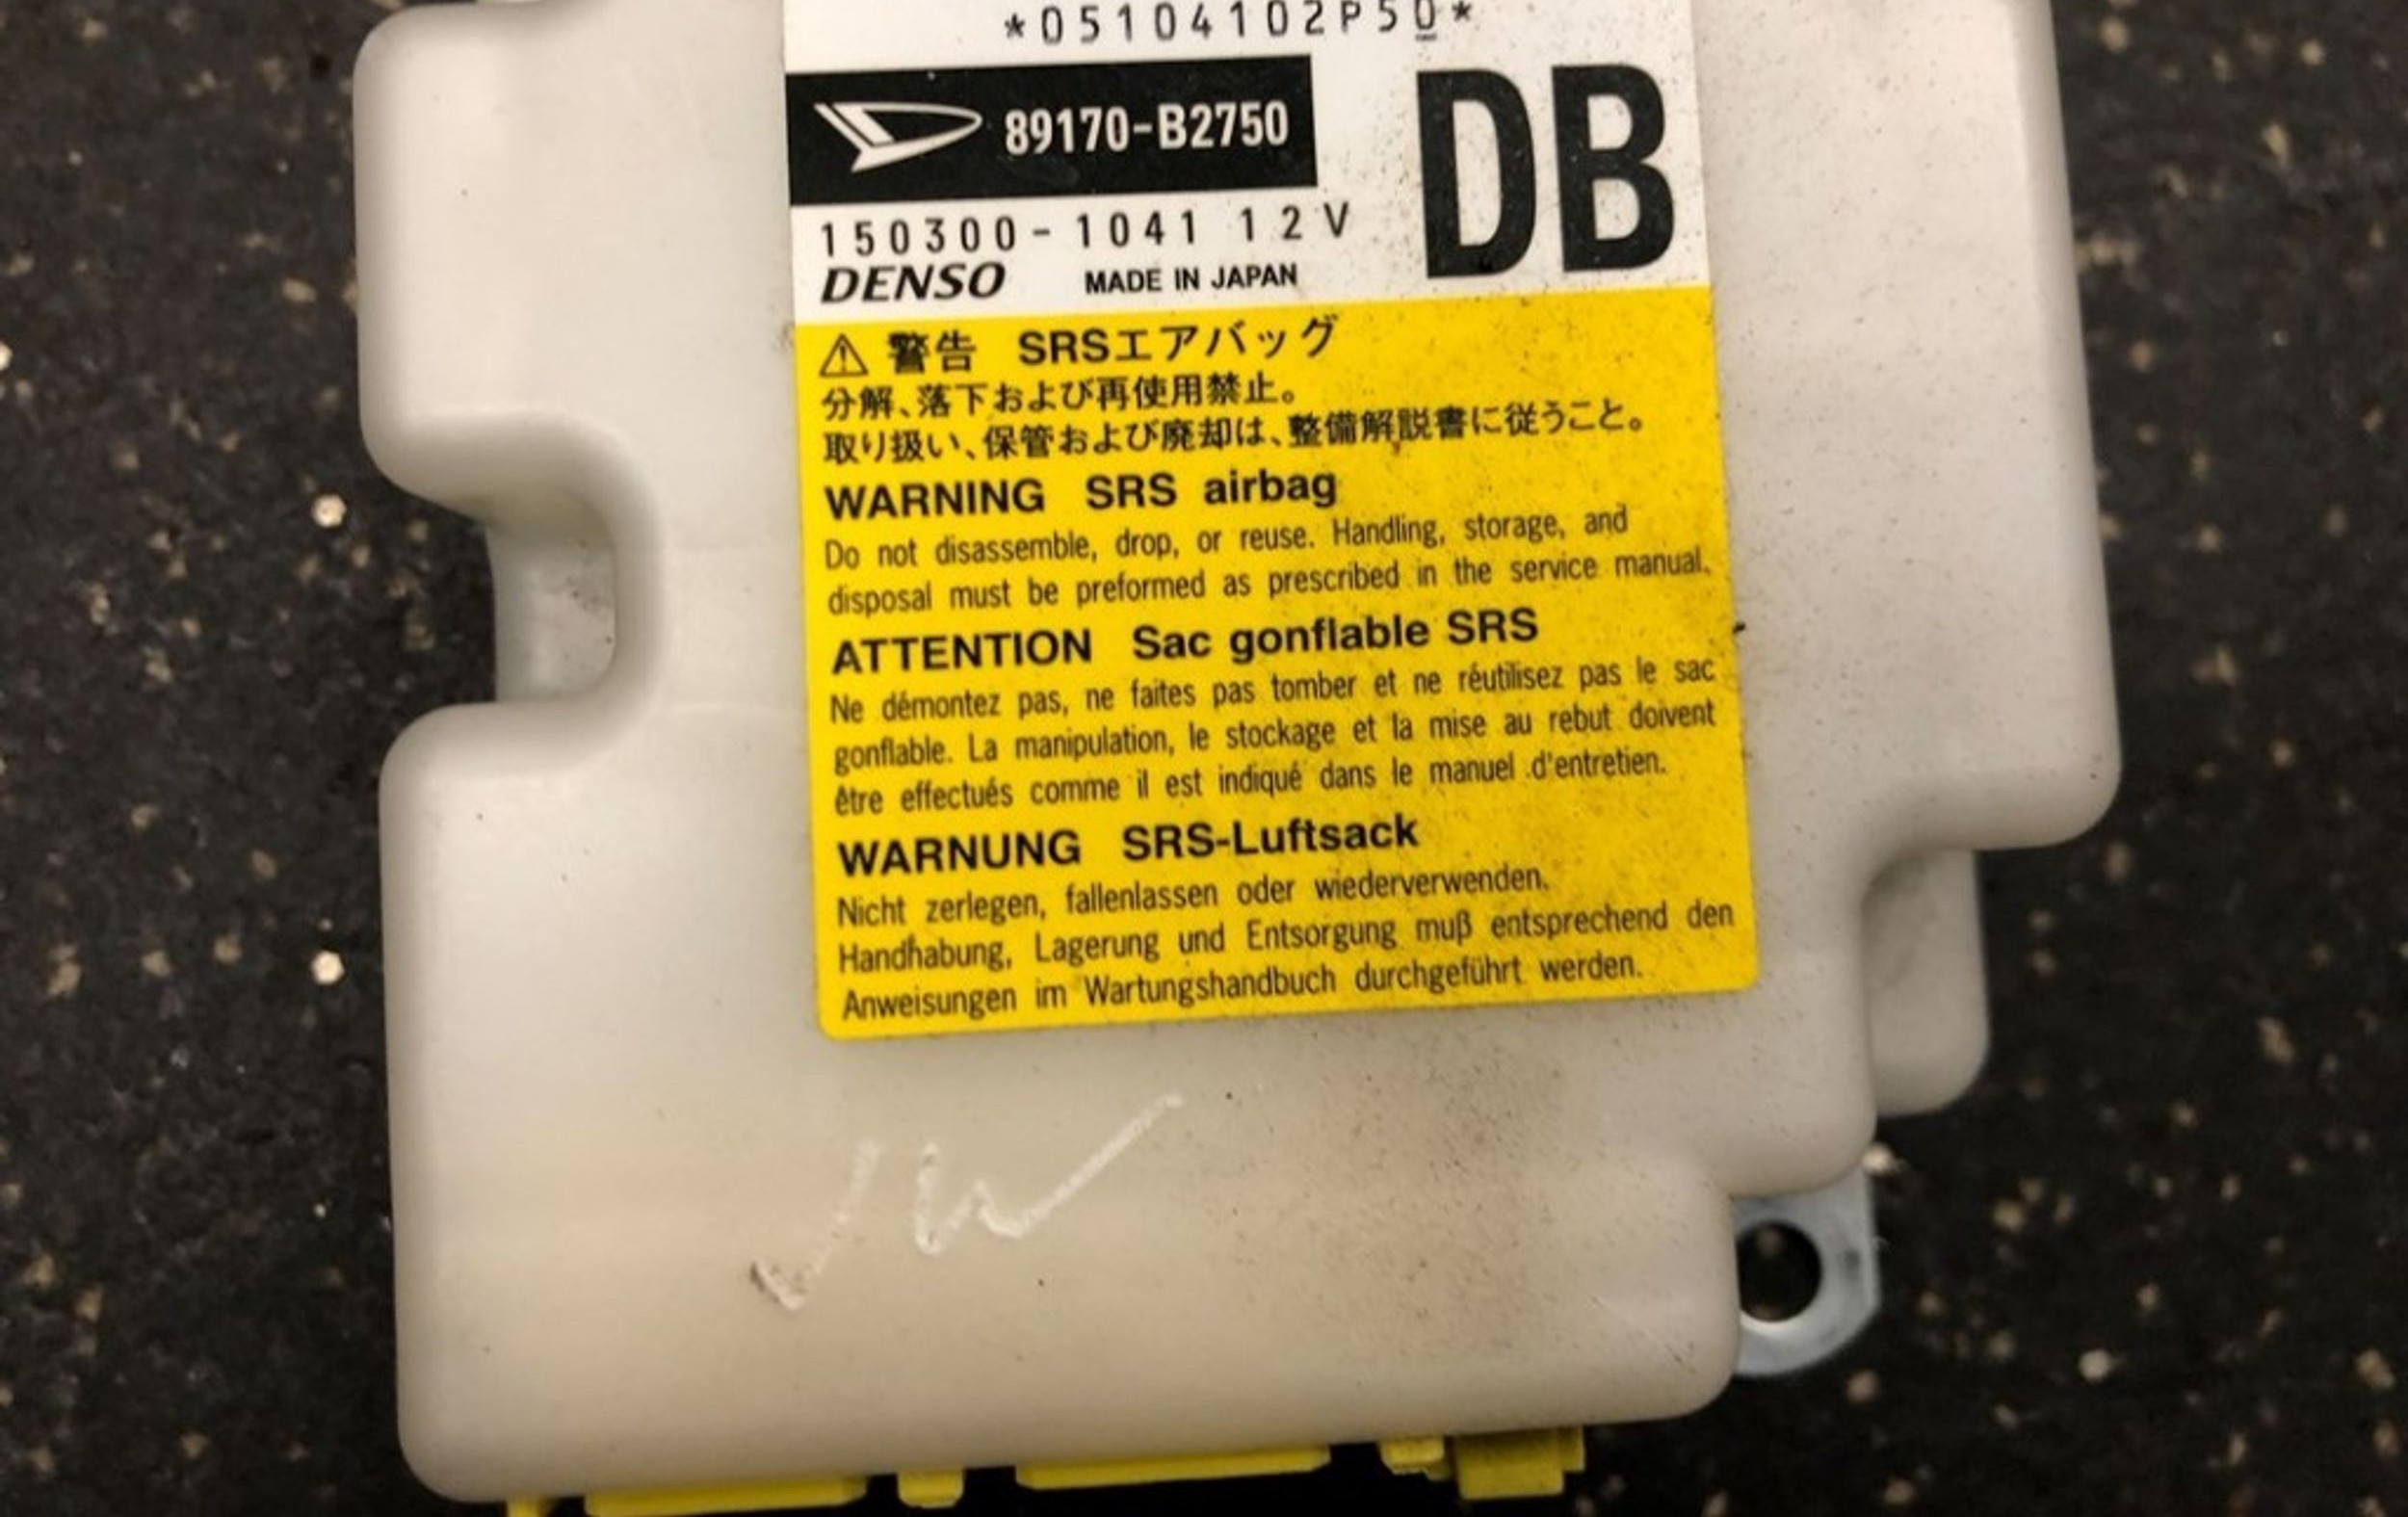 *05104102P50*
89170-B2750
DB
150300-1041 12V
DENSO MADE IN JAPAN
警告 SRSエアバッグ
分解、落下および再使用禁止。
取り扱い、保管および廃却は、整備解説書に従うこと。
WARNING SRS airbag
Do not disassemble, drop, or reuse. Handling, storage, and
disposal must be preformed as prescribed in the service manual.
ATTENTION Sac gonflable SRS
Ne démontez pas, ne faites pas tomber et ne réutilisez pas le sac
gonflable. La manipulation, le stockage et la mise au rebut doivent
être effectués comme il est indiqué dans le manuel .d'entretien.
WARNUNG SRS-Luftsack
Nicht zerlegen, fallenlassen oder wiederverwenden.
Handhabung, Lagerung und Entsorgung muβ entsprechend den
Anweisungen im Wartungshandbuch durchgeführt werden.